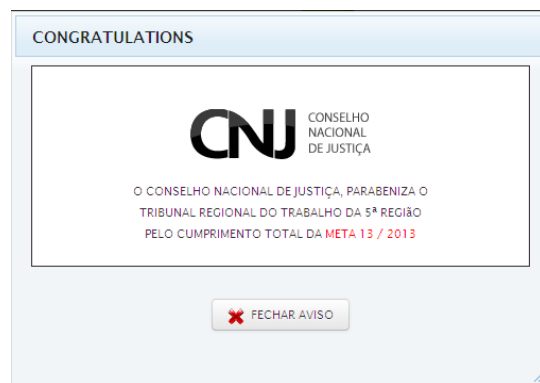 CONGRATULATIONS
CNJ
CONSELHO
NACIONAL
DE JUSTIÇA
O CONSELHO NACIONAL DE JUSTIÇA, PARABENIZA O
TRIBUNAL REGIONAL DO TRABALHO DA 5ª REGIãO
PELO CUMPRIMENTO TOTAL DA META 13 / 2013
FECHAR AVISO